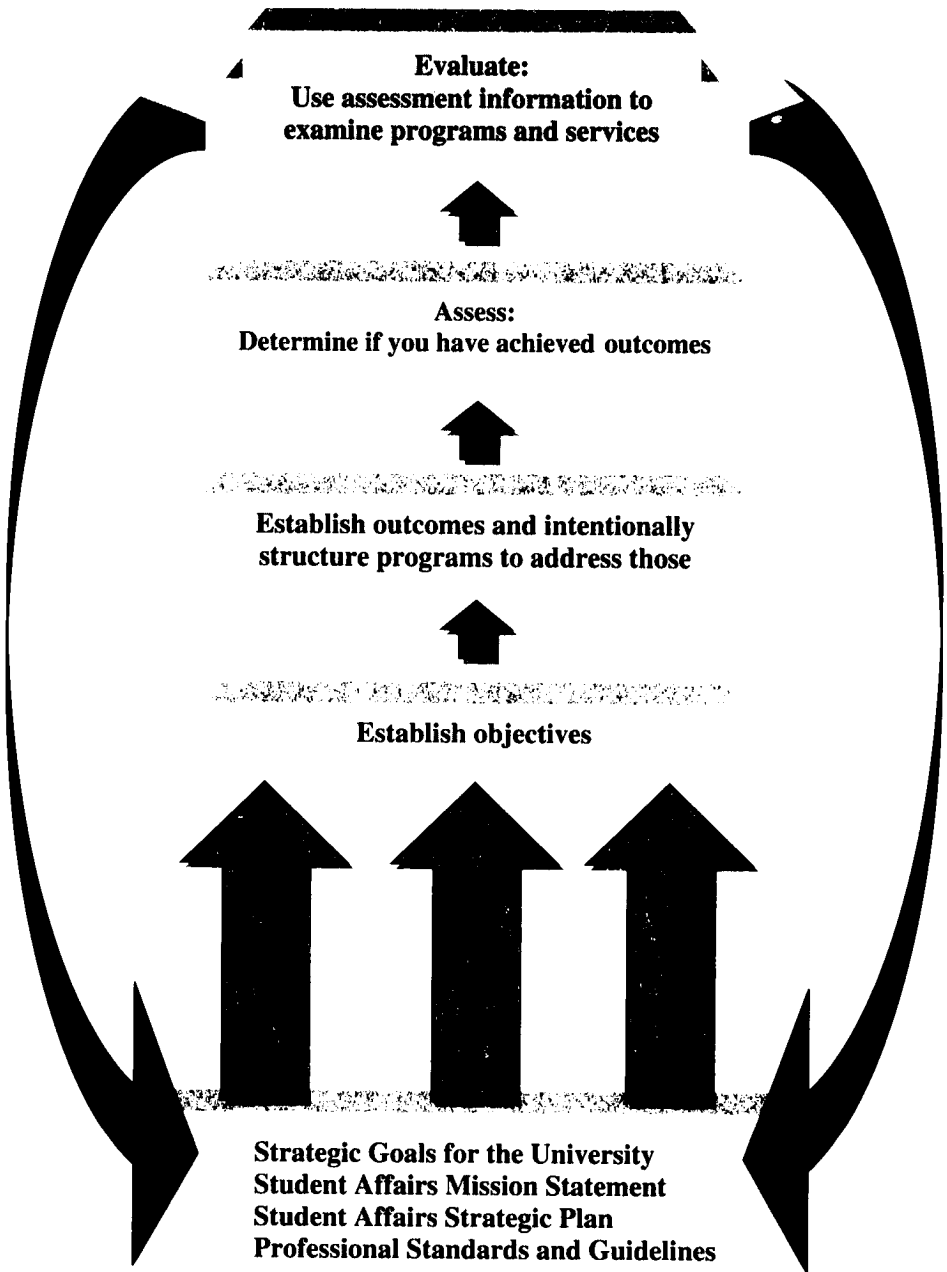 Evaluate:
Use assessment information to
examine programs and services
Assess:
Determine if you have achieved outcomes
Establish outcomes and intentionally
structure programs to address those
Establish objectives
Strategic Goals for the University
Student Affairs Mission Statement
Student Affairs Strategic Plan
Professional Standards and Guidelines